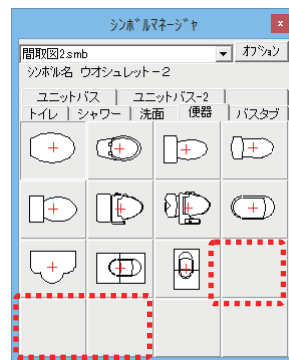 シンボルマネージャ
x
間取図2.smb
オプション
シンボル名 ウオシュレット-2
ユニットバス ユニットバス-2
トイレ シャワー 洗面 便器 バスタブ